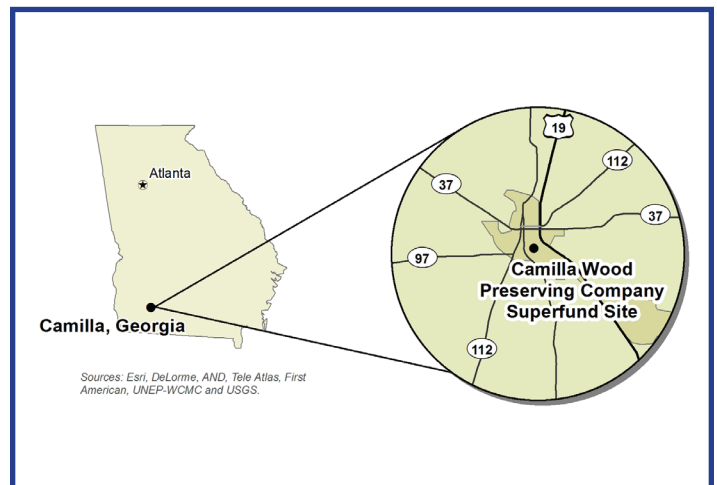 Atlanta
Camilla, Georgia
Sources: Esri, DeLorme, AND, Tele Atlas, First
American, UNEP-WCMC and USGS.
19
112
37
37
97
Camilla Wood
Preserving Company
Superfund Site
112